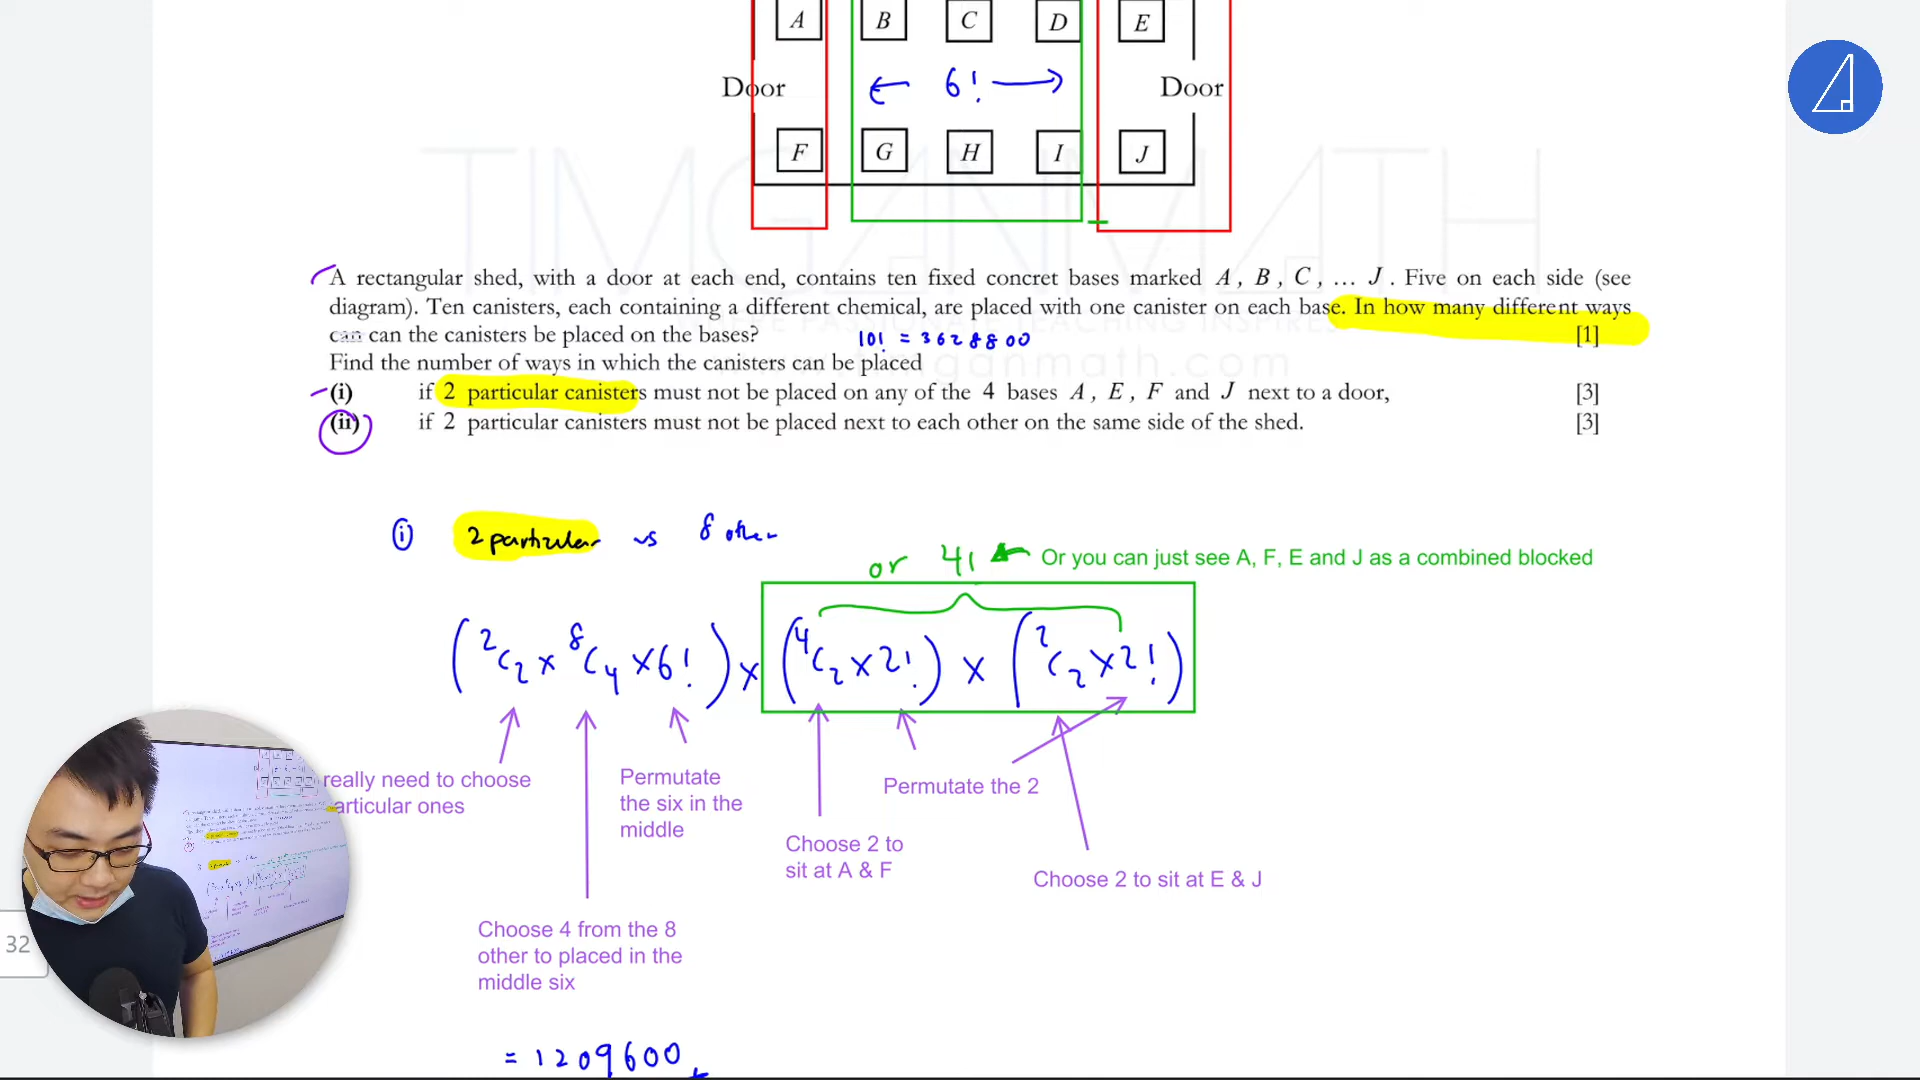 A B C D E
Door ← 6! → Door
F G H I J
TIMGANMATH
A rectangular shed, with a door at each end, contains ten fixed concret bases marked A, B, C, … J. Five on each side (see
diagram). Ten canisters, each containing a different chemical, are placed with one canister on each base. In how many different ways
can can the canisters be placed on the bases? 10! = 3628800 [1]
Find the number of ways in which the canisters can be placed
timganmath.com
(i) if 2 particular canisters must not be placed on any of the 4 bases A, E, F and J next to a door, [3]
(ii) if 2 particular canisters must not be placed next to each other on the same side of the shed. [3]
(i) 2 particular vs 8 other
or 4! Or you can just see A, F, E and J as a combined blocked
(²C₂ × ⁸C₄ × 6!) × (⁴C₂ × 2!) × (²C₂ × 2!)
really need to choose
articular ones
Permutate
the six in the
middle
Permutate the 2
Choose 2 to
sit at A & F
Choose 2 to sit at E & J
Choose 4 from the 8
other to placed in the
middle six
32
= 1209600